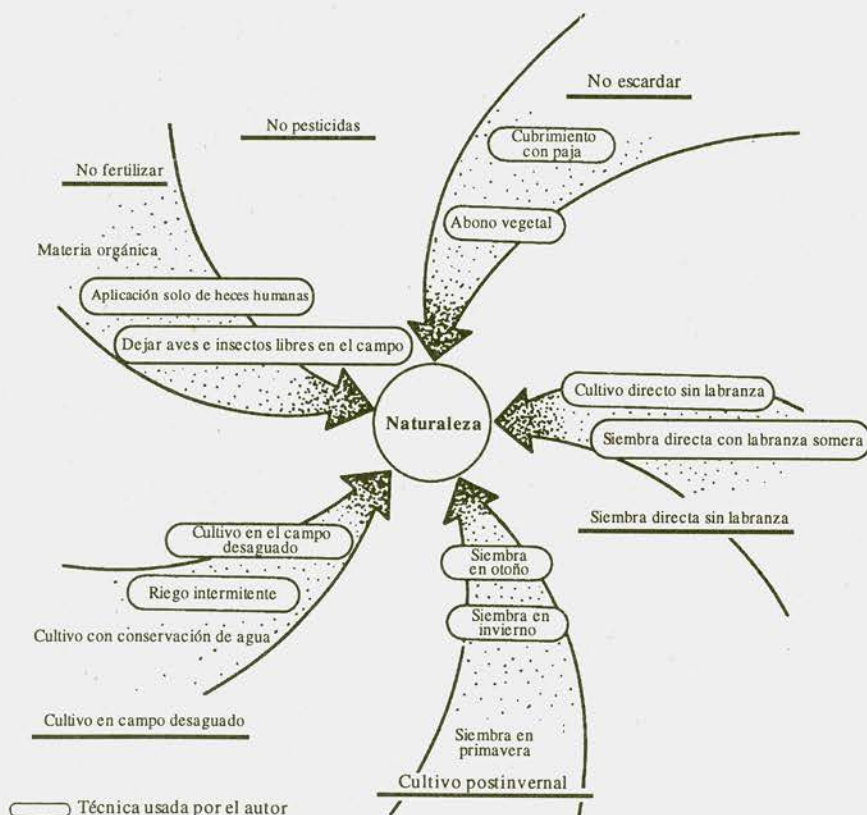 No escardar
No pesticidas
Cubrimiento
con paja
No fertilizar
Abono vegetal
Materia orgánica
Aplicación solo de heces humanas
Dejar aves e insectos libres en el campo
Naturaleza
Cultivo directo sin labranza
Siembra directa con labranza somera
Siembra directa sin labranza
Cultivo en el campo
desaguado
Riego intermitente
Cultivo con conservación de agua
Cultivo en campo desaguado
Siembra
en otoño
Siembra en
invierno
Siembra en
primavera
Cultivo postinvernal
Técnica usada por el autor